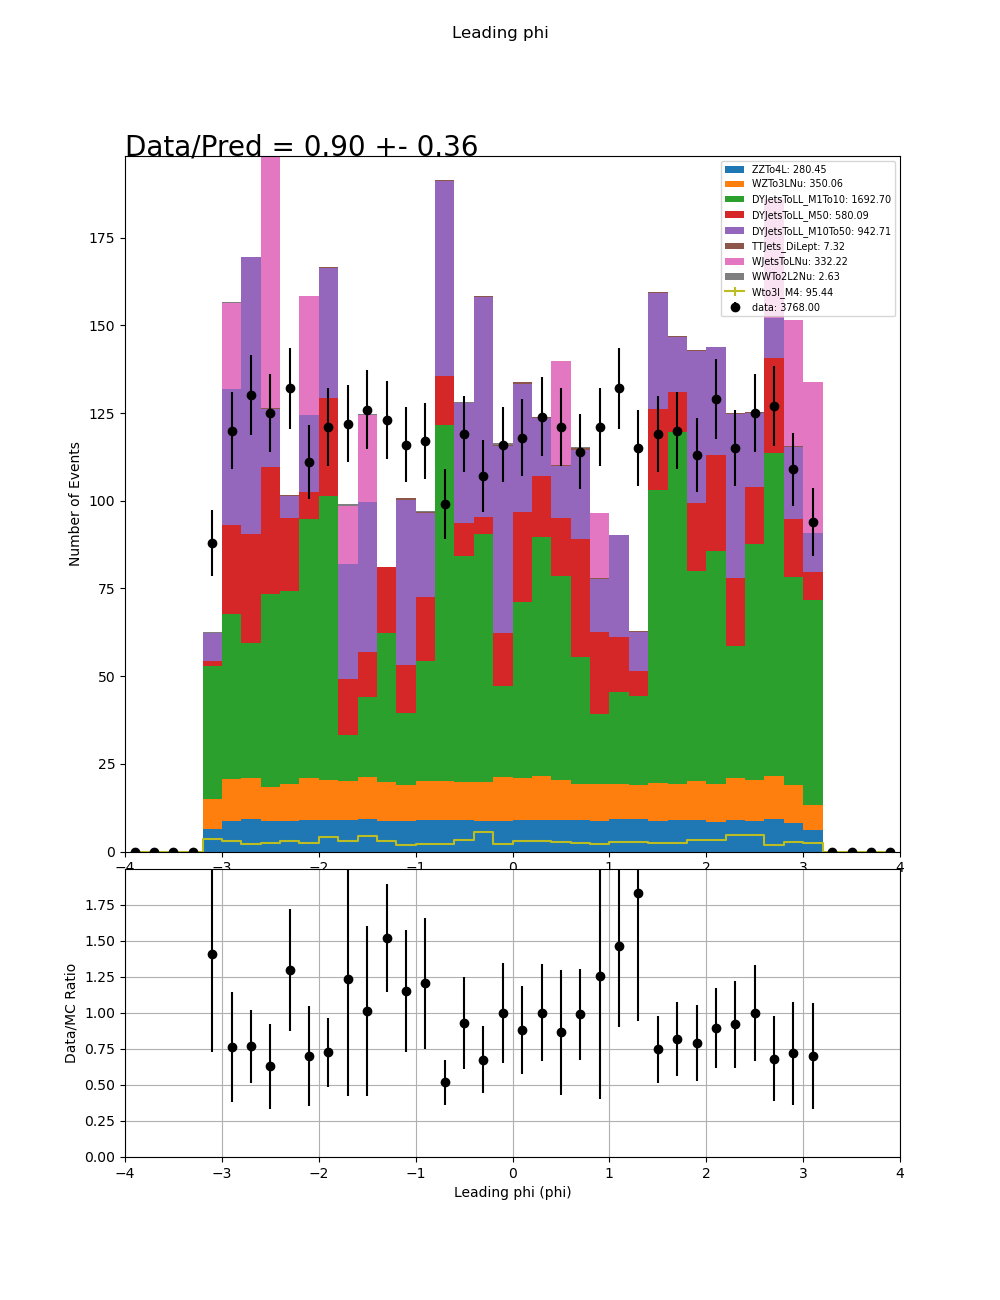 Leading phi
Data/Pred = 0.90 +- 0.36
ZZTo4L: 280.45
WZTo3LNu: 350.06
DYJetsToLL_M1To10: 1692.70
DYJetsToLL_M50: 580.09
DYJetsToLL_M10To50: 942.71
TTJets_DiLept: 7.32
WJetsToLNu: 332.22
WWTo2L2Nu: 2.63
Wto3l_M4: 95.44
data: 3768.00
Number of Events
175
150
125
100
75
50
25
0
−4 −3 −2 −1 0 1 2 3 4
Data/MC Ratio
1.75
1.50
1.25
1.00
0.75
0.50
0.25
0.00
−4 −3 −2 −1 0 1 2 3 4
Leading phi (phi)